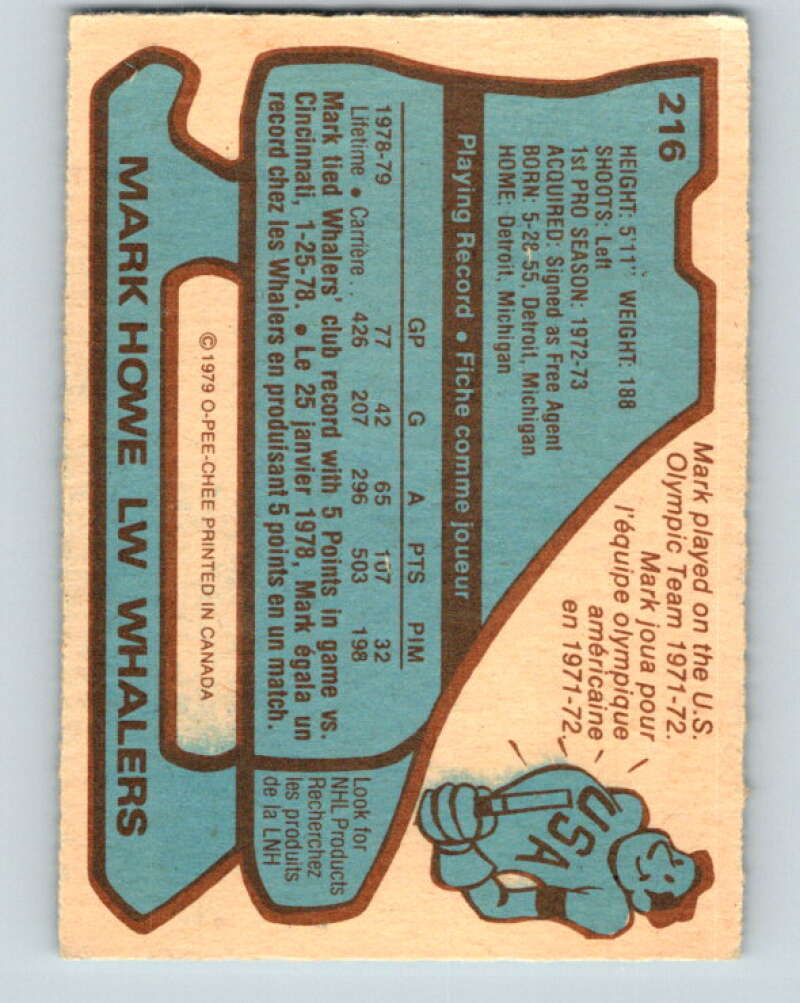 216
HEIGHT: 5'11" WEIGHT: 188
SHOOTS: Left
1st PRO SEASON: 1972-73
ACQUIRED: Signed as Free Agent
BORN: 5-28-55, Detroit, Michigan
HOME: Detroit, Michigan
Mark played on the U.S.
Olympic Team 1971-72.
Mark joua pour
l'équipe olympique
américaine
en 1971-72.
USA
Playing Record • Fiche comme joueur
GP G A PTS PIM
1978-79 77 42 65 107 32
Lifetime • Carrière . . 426 207 296 503 198
Mark tied Whalers' club record with 5 Points in game vs.
Cincinnati, 1-25-78. • Le 25 janvier 1978, Mark égala un
record chez les Whalers en produisant 5 points en un match.
Look for
NHL Products
Recherchez
les produits
de la LNH
©1979 O-PEE-CHEE PRINTED IN CANADA
MARK HOWE LW WHALERS